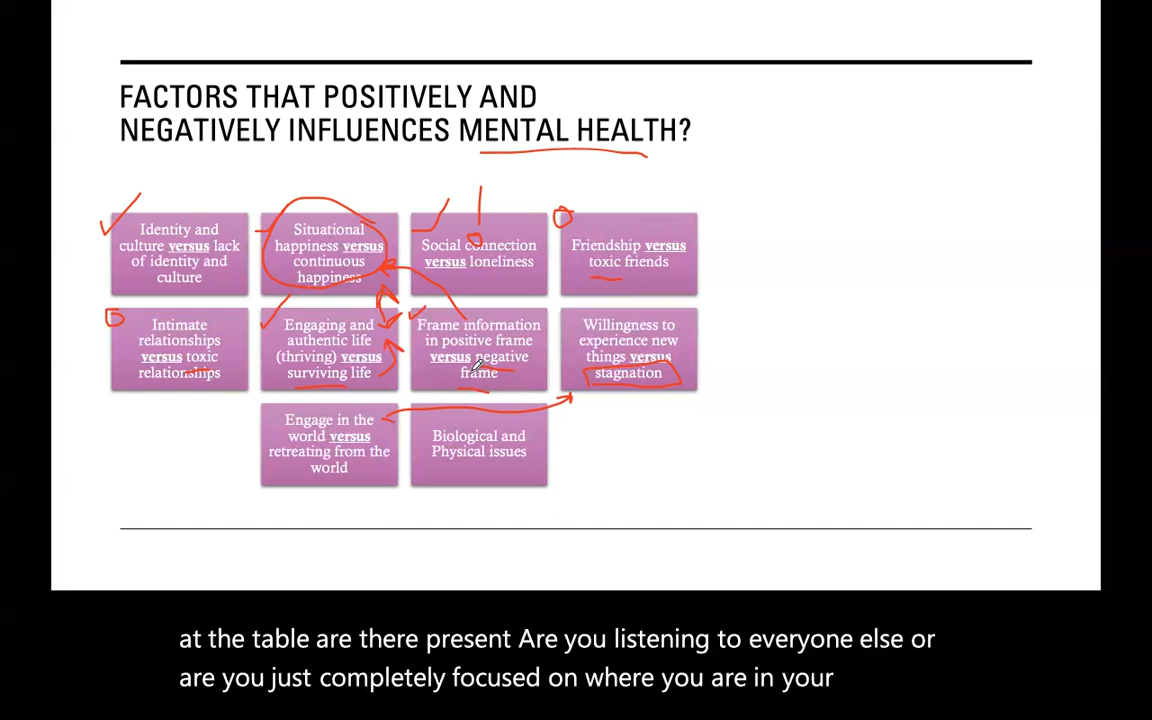 FACTORS THAT POSITIVELY AND
NEGATIVELY INFLUENCES MENTAL HEALTH?
Identity and
culture versus lack
of identity and
culture
Situational
happiness versus
continuous
happiness
Social connection
versus loneliness
Friendship versus
toxic friends
Intimate
relationships
versus toxic
relationships
Engaging and
authentic life
(thriving) versus
surviving life
Frame information
in positive frame
versus negative
frame
Willingness to
experience new
things versus
stagnation
Engage in the
world versus
retreating from the
world
Biological and
Physical issues
at the table are there present Are you listening to everyone else or
are you just completely focused on where you are in your